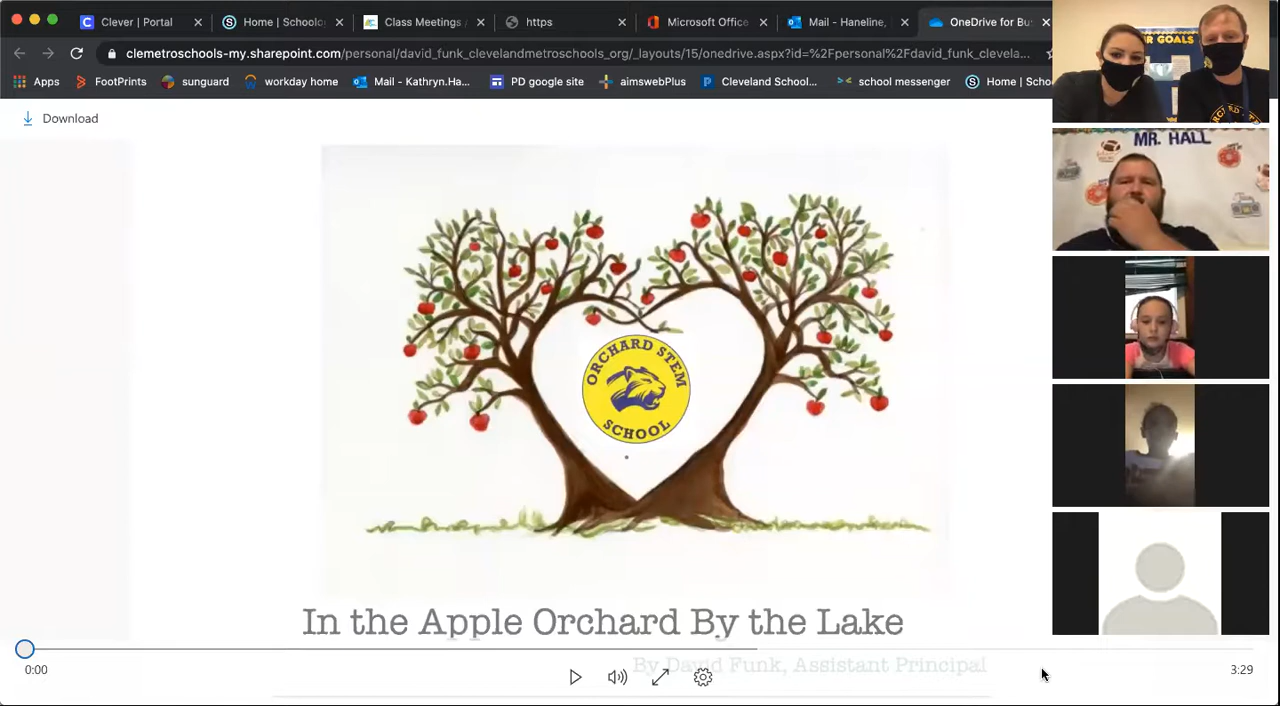 Clever | Portal
Home | Schoolo
Class Meetings
https
Microsoft Office
Mail - Haneline,
OneDrive for Bu
clemetroschools-my.sharepoint.com/personal/david_funk_clevelandmetroschools_org/_layouts/15/onedrive.aspx?id=%2Fpersonal%2Fdavid_funk_clevela...
Apps
FootPrints
sunguard
workday home
Mail - Kathryn....
PD google site
aimswebPlus
Cleveland School...
school messenger
Home | Scho
Download
R GOALS
MR. HALL
ORCHARD STEM
SCHOOL
In the Apple Orchard By the Lake
By David Funk, Assistant Principal
0:00
3:29